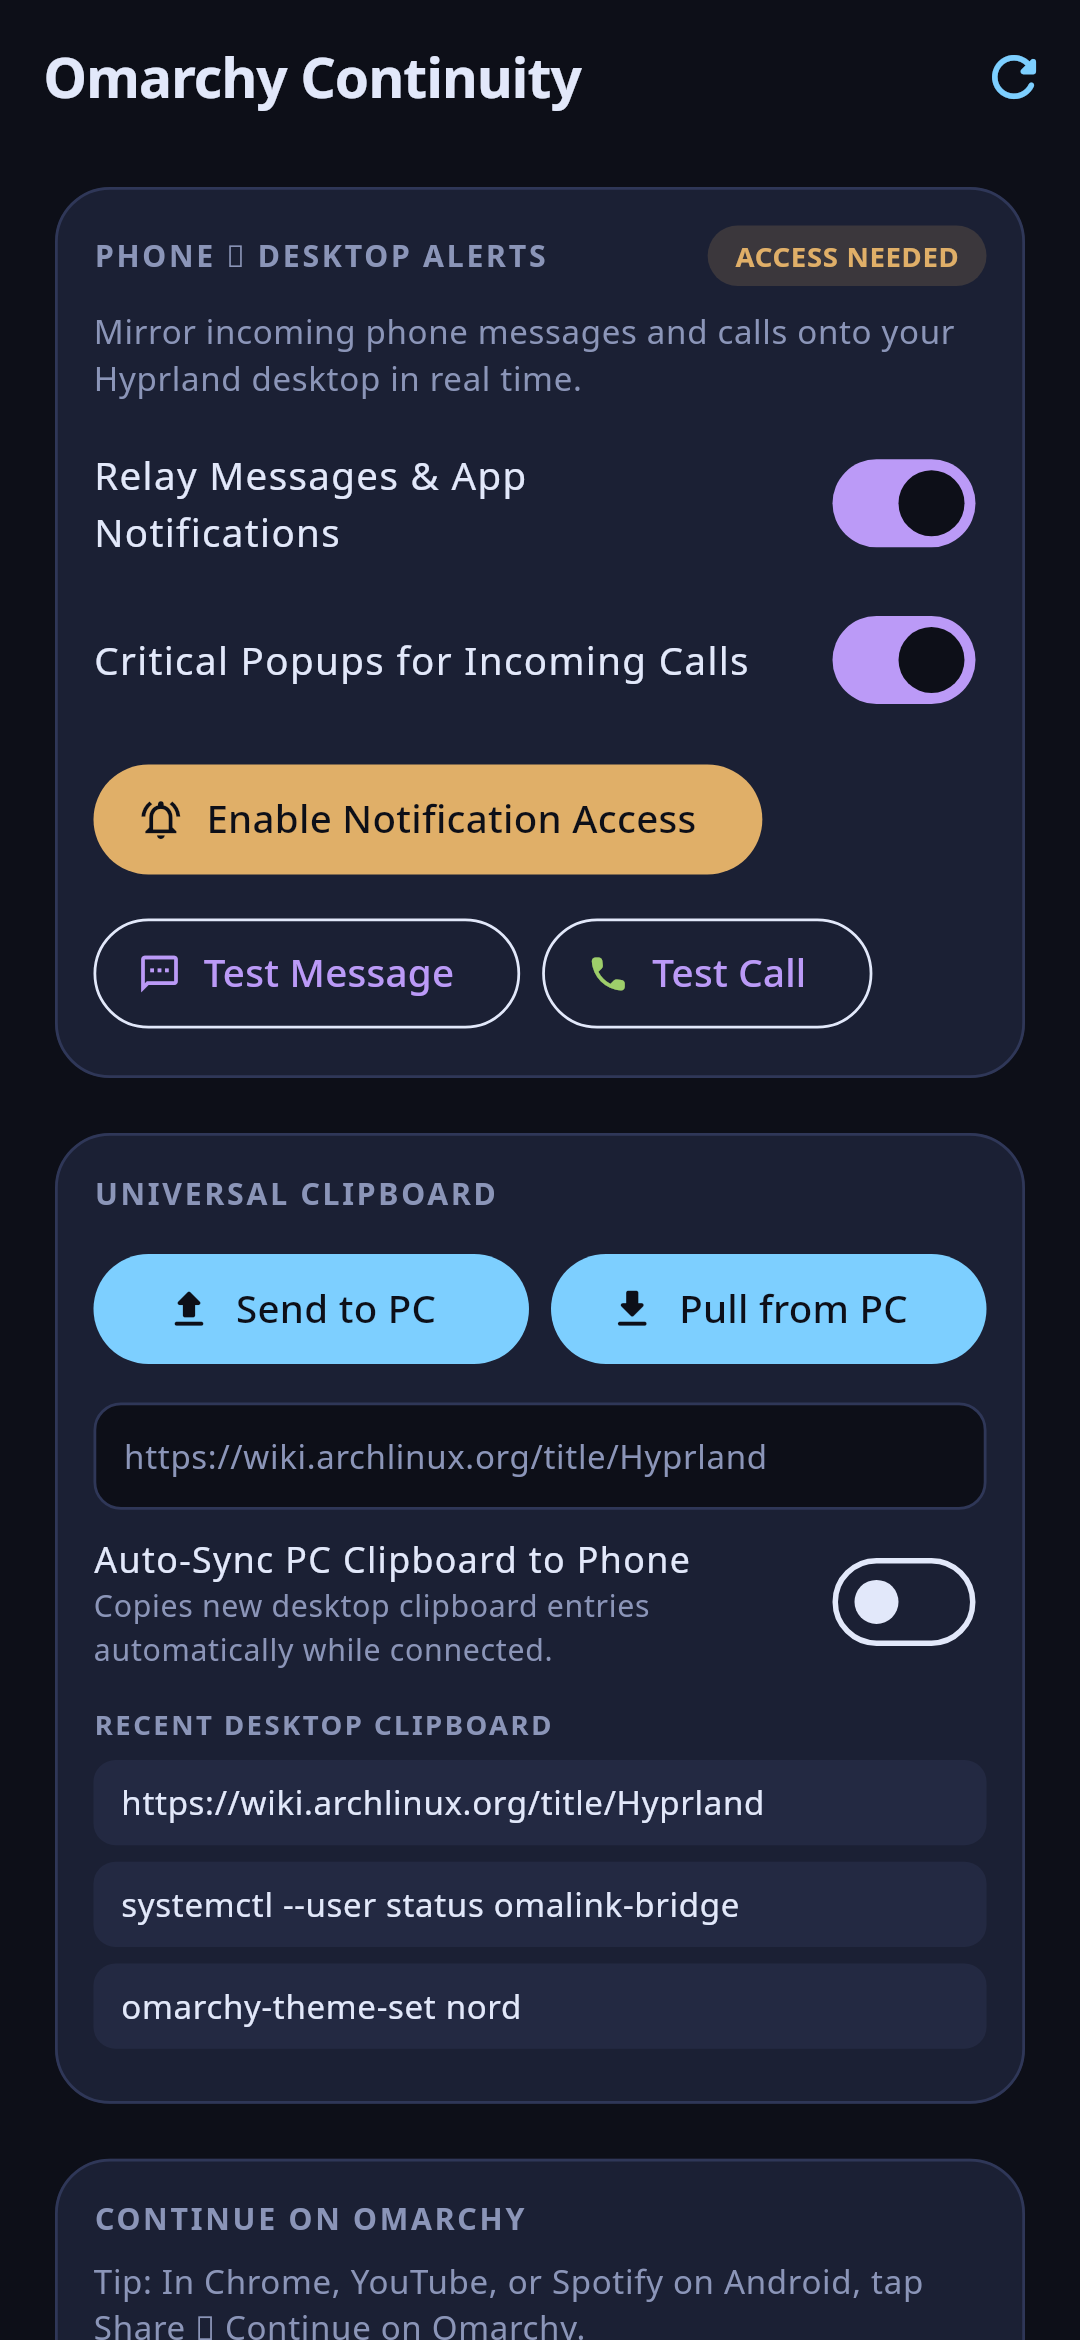 Omarchy Continuity
PHONE ▯ DESKTOP ALERTS
ACCESS NEEDED
Mirror incoming phone messages and calls onto your
Hyprland desktop in real time.
Relay Messages & App
Notifications
Critical Popups for Incoming Calls
Enable Notification Access
Test Message
Test Call
UNIVERSAL CLIPBOARD
Send to PC
Pull from PC
https://wiki.archlinux.org/title/Hyprland
Auto-Sync PC Clipboard to Phone
Copies new desktop clipboard entries
automatically while connected.
RECENT DESKTOP CLIPBOARD
https://wiki.archlinux.org/title/Hyprland
systemctl --user status omalink-bridge
omarchy-theme-set nord
CONTINUE ON OMARCHY
Tip: In Chrome, YouTube, or Spotify on Android, tap
Share ▯ Continue on Omarchy.